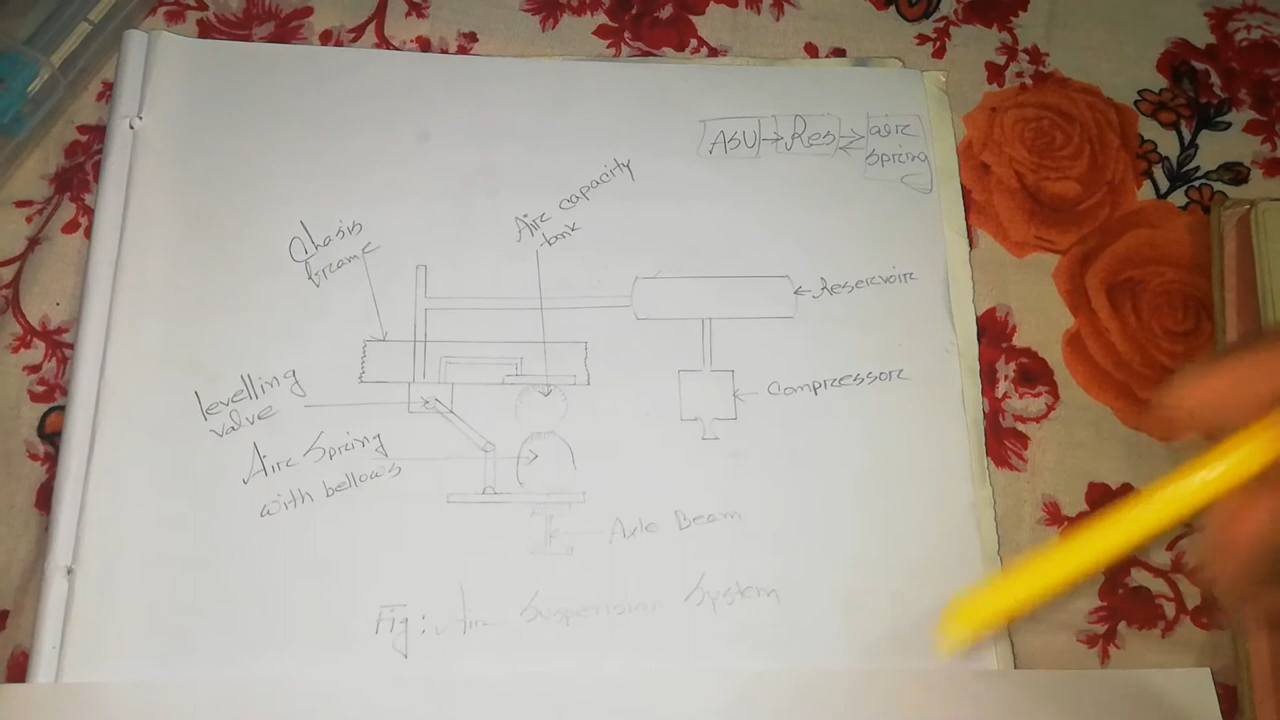 ASU → Res ⇄ air
spring
Air capacity
tank
Chasis
frame
Reservoir
levelling
valve
Compressor
Air Spring
with bellows
Axle Beam
Fig: Air Suspension System